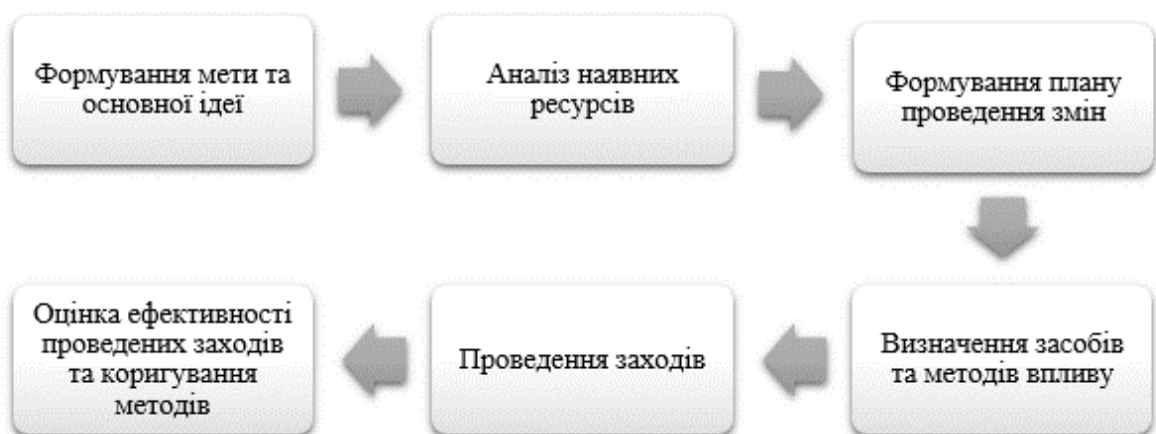 Формування мети та
основної ідеї
Аналіз наявних
ресурсів
Формування плану
проведення змін
Визначення засобів
та методів впливу
Проведення заходів
Оцінка ефективності
проведених заходів
та коригування
методів